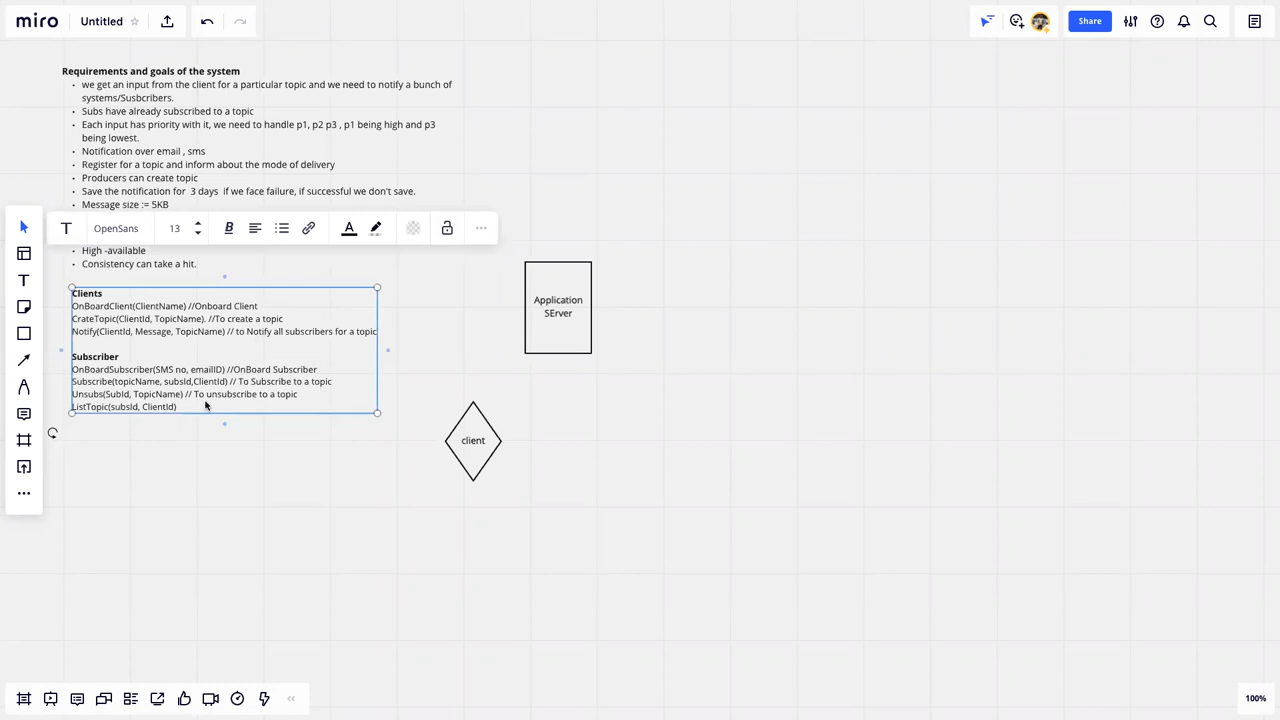 miro
Untitled
Share
Requirements and goals of the system
• we get an input from the client for a particular topic and we need to notify a bunch of
systems/Susbcribers.
• Subs have already subscribed to a topic
• Each input has priority with it, we need to handle p1, p2 p3 , p1 being high and p3
being lowest.
• Notification over email , sms
• Register for a topic and inform about the mode of delivery
• Producers can create topic
• Save the notification for  3 days  if we face failure, if successful we don't save.
• Message size := 5KB
OpenSans
13
• High -available
• Consistency can take a hit.
Clients
OnBoardClient(ClientName) //Onboard Client
CrateTopic(ClientId, TopicName). //To create a topic
Notify(ClientId, Message, TopicName) // to Notify all subscribers for a topic
Subscriber
OnBoardSubscriber(SMS no, emailID) //OnBoard Subscriber
Subscribe(topicName, subsId,ClientId) // To Subscribe to a topic
Unsubs(SubId, TopicName) // To unsubscribe to a topic
ListTopic(subsId, ClientId)
Application
SErver
client
100%